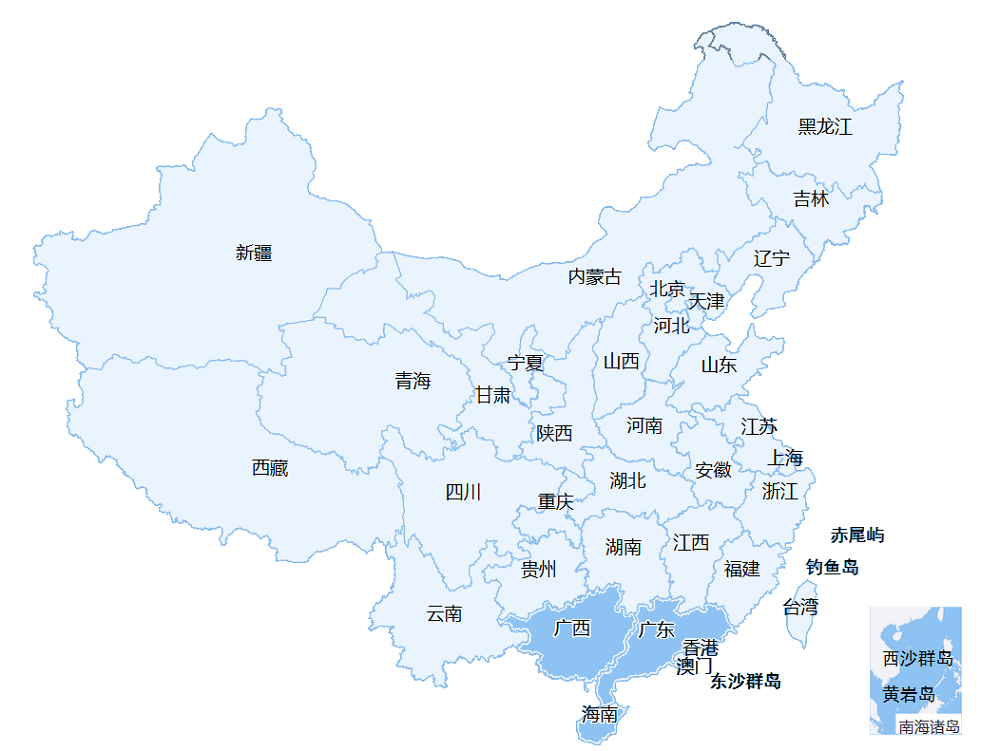 黑龙江
吉林
新疆
辽宁
内蒙古
北京
天津
河北
宁夏
山西
山东
青海
甘肃
河南
江苏
陕西
上海
西藏
安徽
湖北
四川
浙江
重庆
赤尾屿
湖南
江西
钓鱼岛
贵州
福建
台湾
云南
广西
广东
香港
西沙群岛
澳门
东沙群岛
黄岩岛
海南
南海诸岛